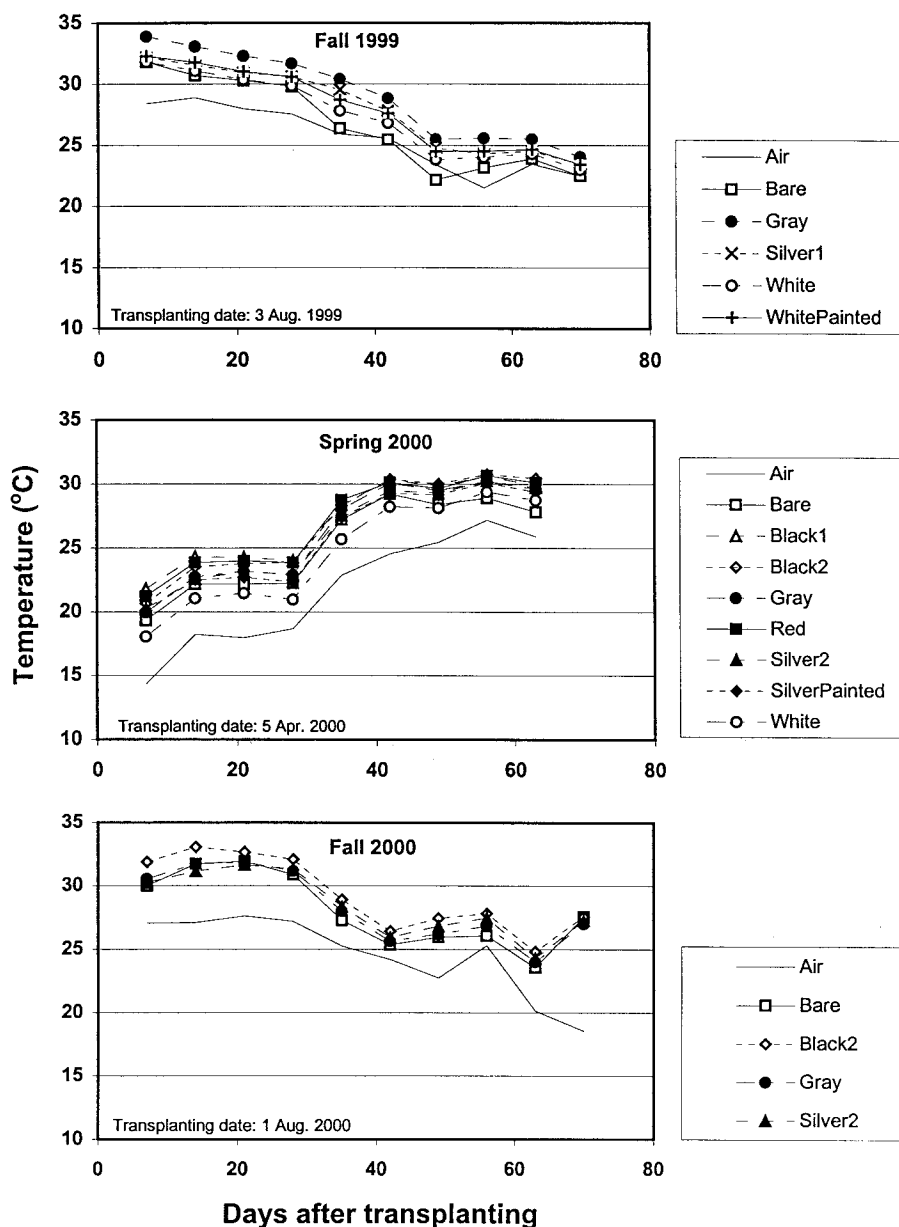 Fall 1999
35
30
25
20
15
10
0
20
40
60
80
Transplanting date: 3 Aug. 1999
Air
Bare
Gray
Silver1
White
WhitePainted
Spring 2000
Temperature (°C)
35
30
25
20
15
10
0
20
40
60
80
Transplanting date: 5 Apr. 2000
Air
Bare
Black1
Black2
Gray
Red
Silver2
SilverPainted
White
Fall 2000
35
30
25
20
15
10
0
20
40
60
80
Transplanting date: 1 Aug. 2000
Air
Bare
Black2
Gray
Silver2
Days after transplanting